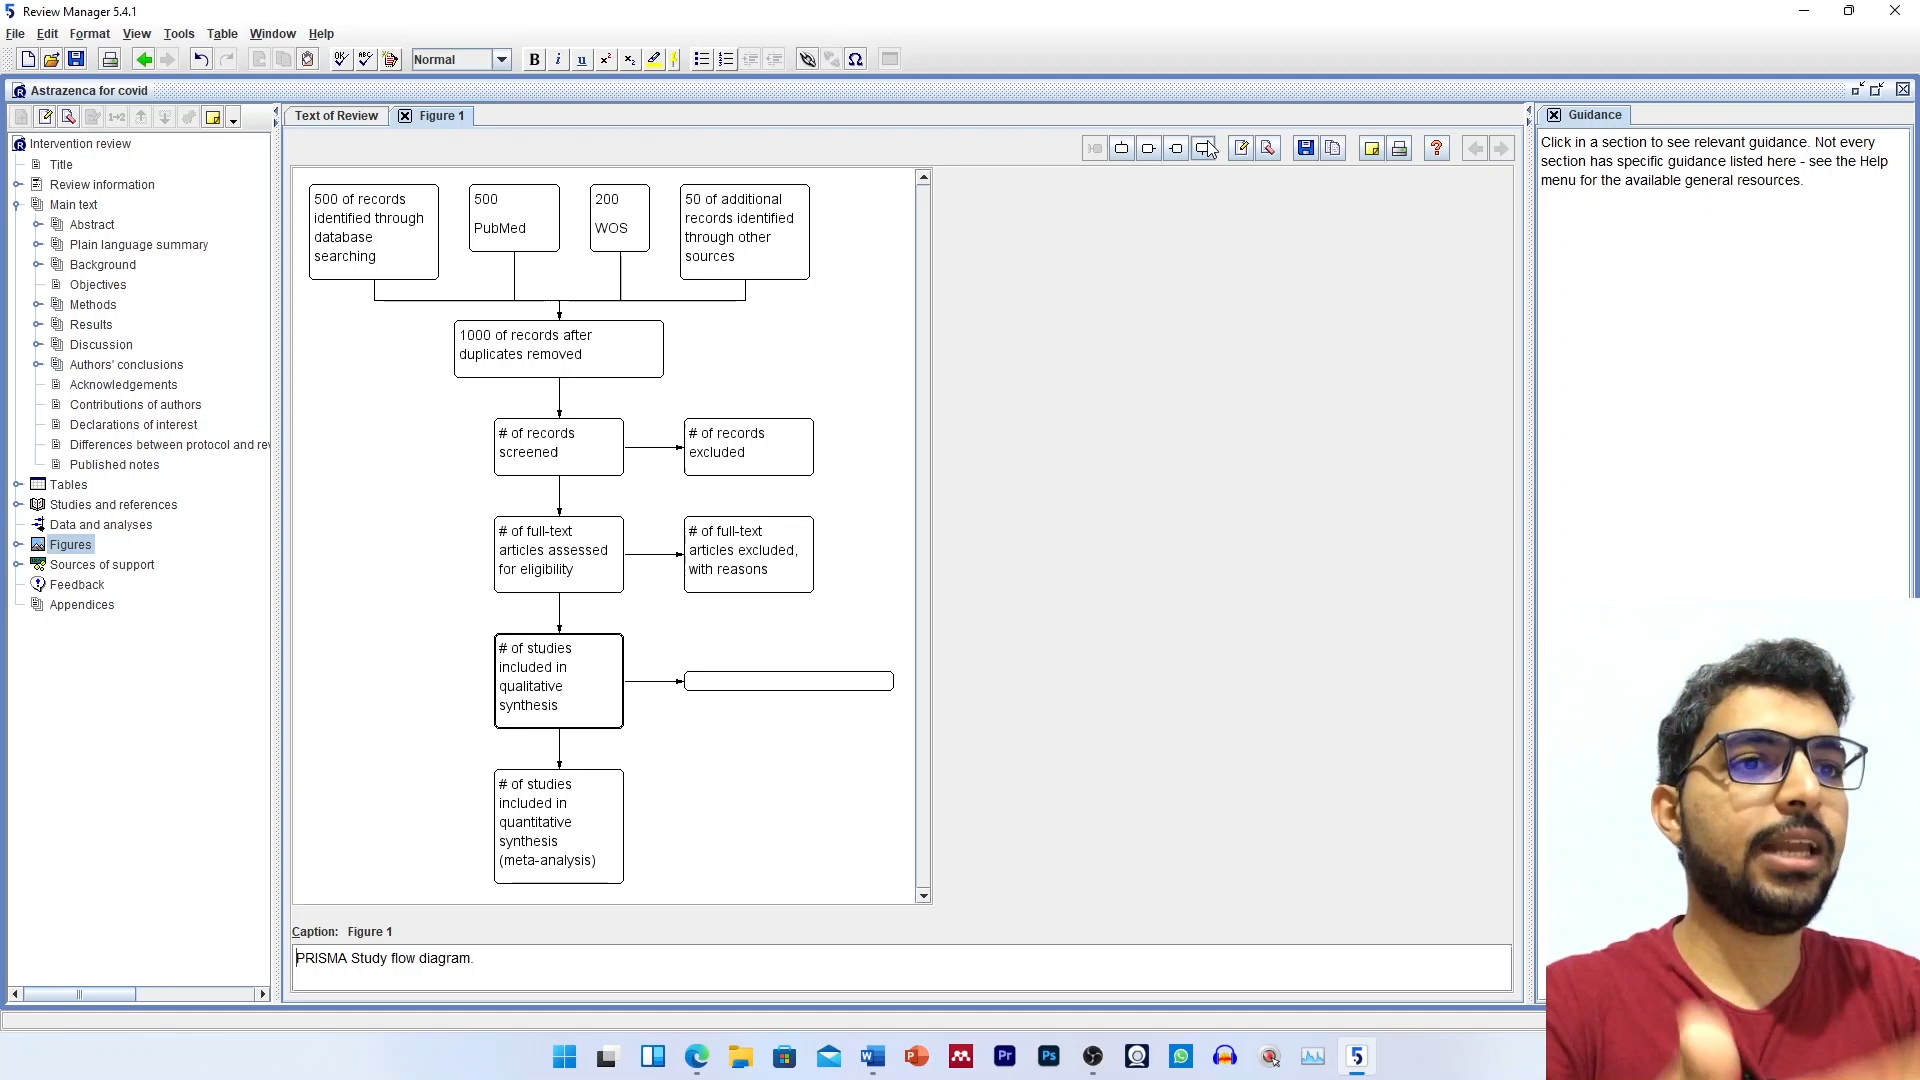 Review Manager 5.4.1
File Edit Format View Tools Table Window Help
Normal
B i u x² x₂
Astrazenca for covid
1→2
Text of Review
Figure 1
Guidance
Intervention review
Title
Review information
Main text
Abstract
Plain language summary
Background
Objectives
Methods
Results
Discussion
Authors' conclusions
Acknowledgements
Contributions of authors
Declarations of interest
Differences between protocol and re
Published notes
Tables
Studies and references
Data and analyses
Figures
Sources of support
Feedback
Appendices
500 of records
identified through
database
searching
500
PubMed
200
WOS
50 of additional
records identified
through other
sources
1000 of records after
duplicates removed
# of records
screened
# of records
excluded
# of full-text
articles assessed
for eligibility
# of full-text
articles excluded,
with reasons
# of studies
included in
qualitative
synthesis
# of studies
included in
quantitative
synthesis
(meta-analysis)
Caption: Figure 1
PRISMA Study flow diagram.
Click in a section to see relevant guidance. Not every
section has specific guidance listed here - see the Help
menu for the available general resources.
Pr
Ps
5